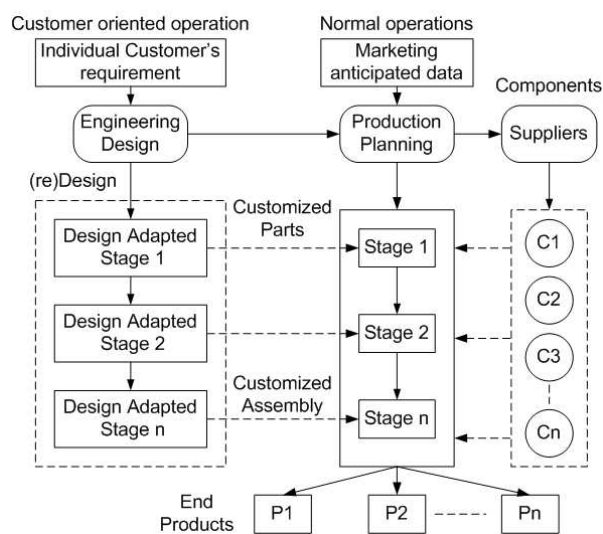 Customer oriented operation
Normal operations
Individual Customer's
requirement
Marketing
anticipated data
Components
Engineering
Design
Production
Planning
Suppliers
(re)Design
Customized
Parts
Design Adapted
Stage 1
Stage 1
C1
C2
Design Adapted
Stage 2
Stage 2
C3
Customized
Assembly
Design Adapted
Stage n
Stage n
Cn
End
Products
P1
P2
Pn